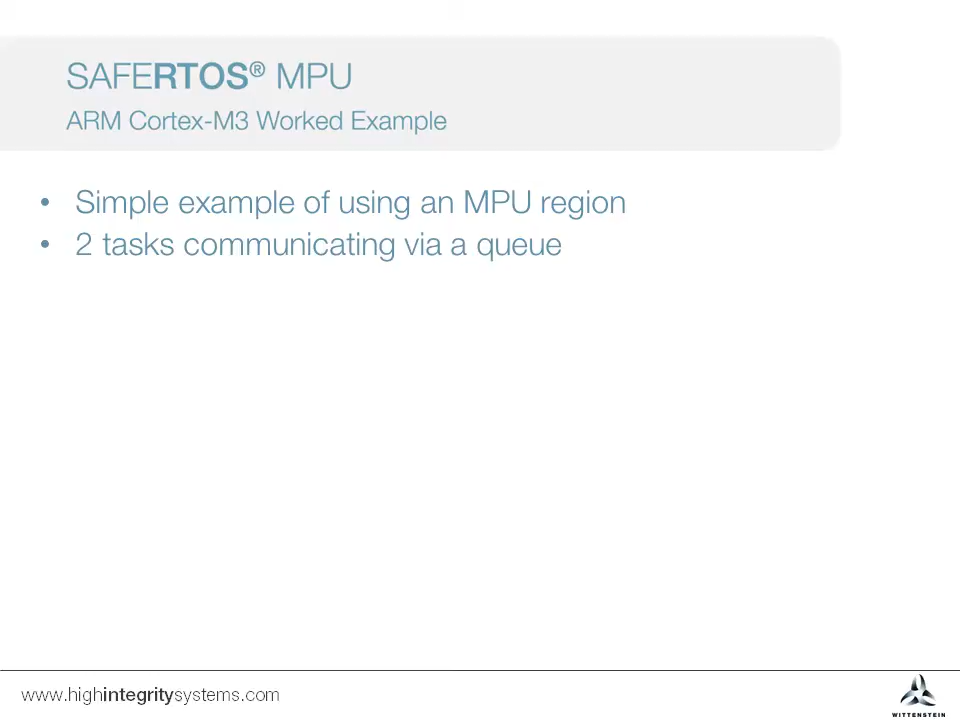 SAFERTOS® MPU
ARM Cortex-M3 Worked Example
• Simple example of using an MPU region
• 2 tasks communicating via a queue
www.highintegritysystems.com
WITTENSTEIN